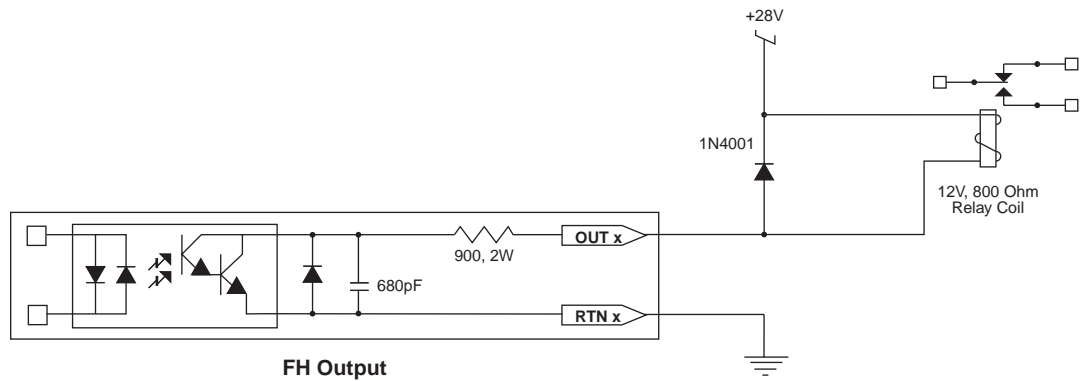 +28V
1N4001
12V, 800 Ohm
Relay Coil
OUT x
900, 2W
680pF
RTN x
FH Output